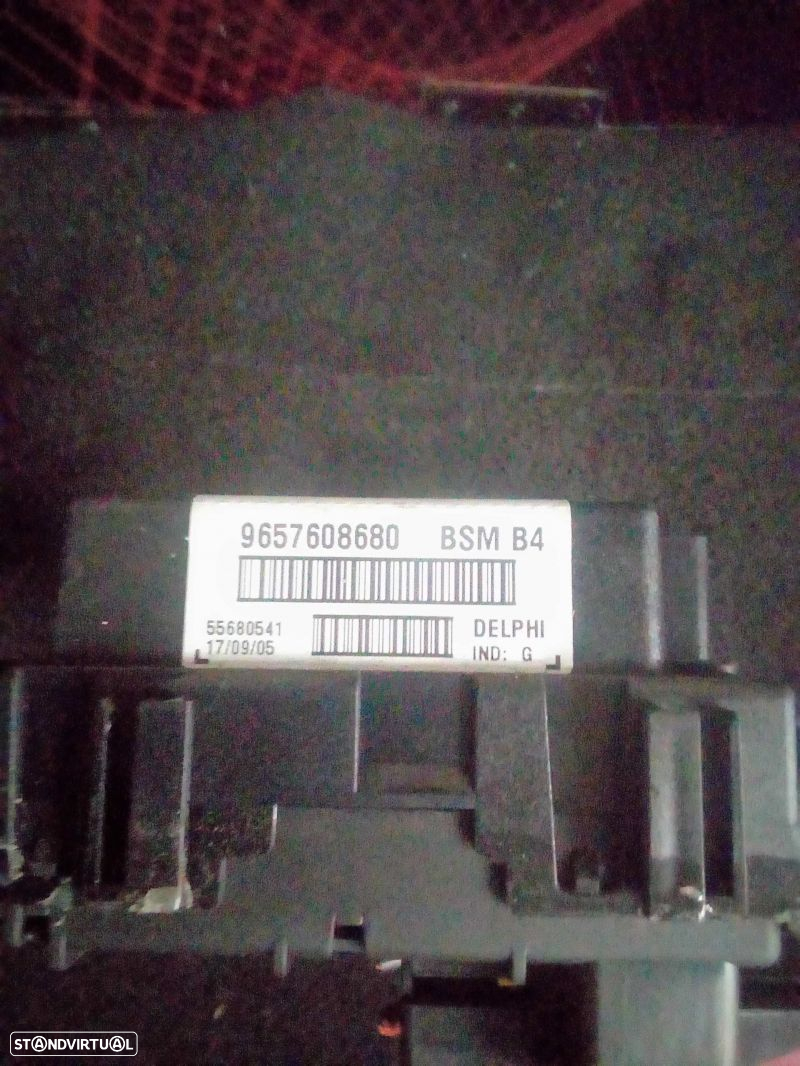 9657608680 BSM B4
55680541 DELPHI
17/09/05 IND: G
STANDVIRTUAL